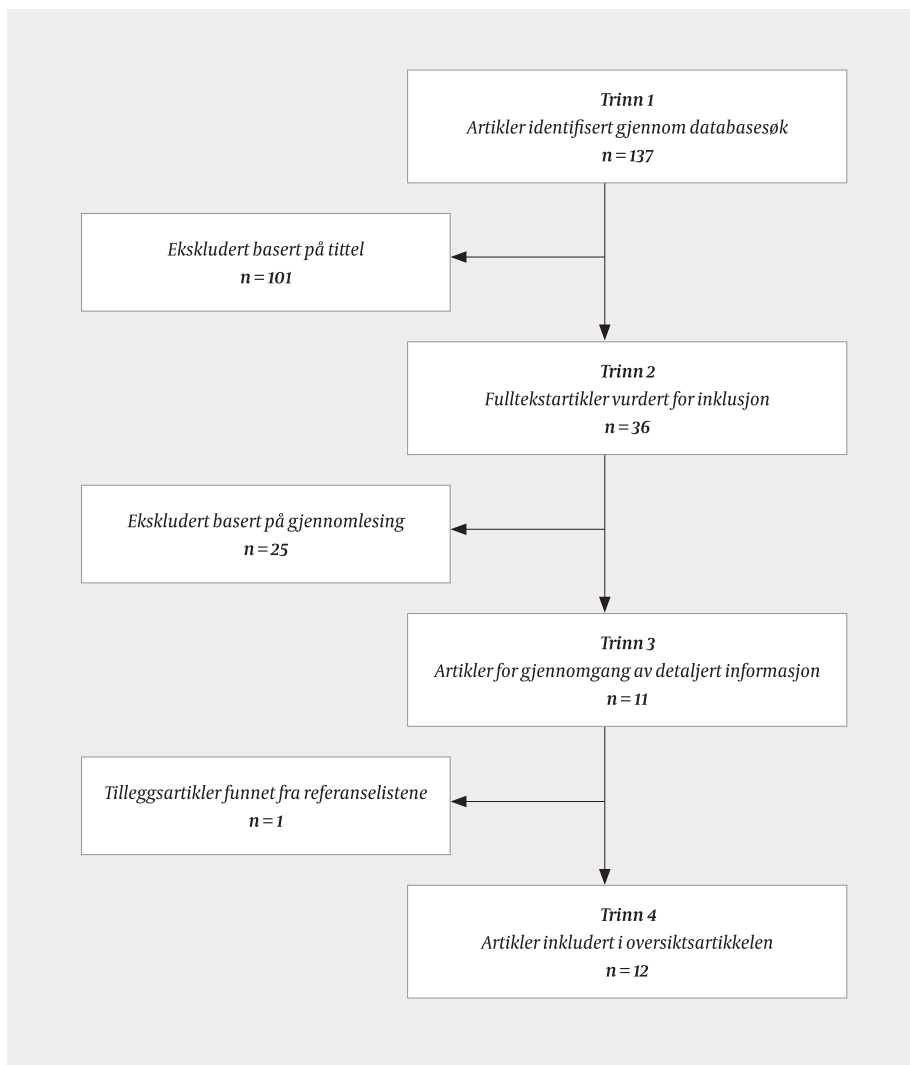 Trinn 1
Artikler identifisert gjennom databasesøk
n = 137
Ekskludert basert på tittel
n = 101
Trinn 2
Fulltekstartikler vurdert for inklusjon
n = 36
Ekskludert basert på gjennomlesing
n = 25
Trinn 3
Artikler for gjennomgang av detaljert informasjon
n = 11
Tilleggsartikler funnet fra referanselistene
n = 1
Trinn 4
Artikler inkludert i oversiktsartikkelen
n = 12